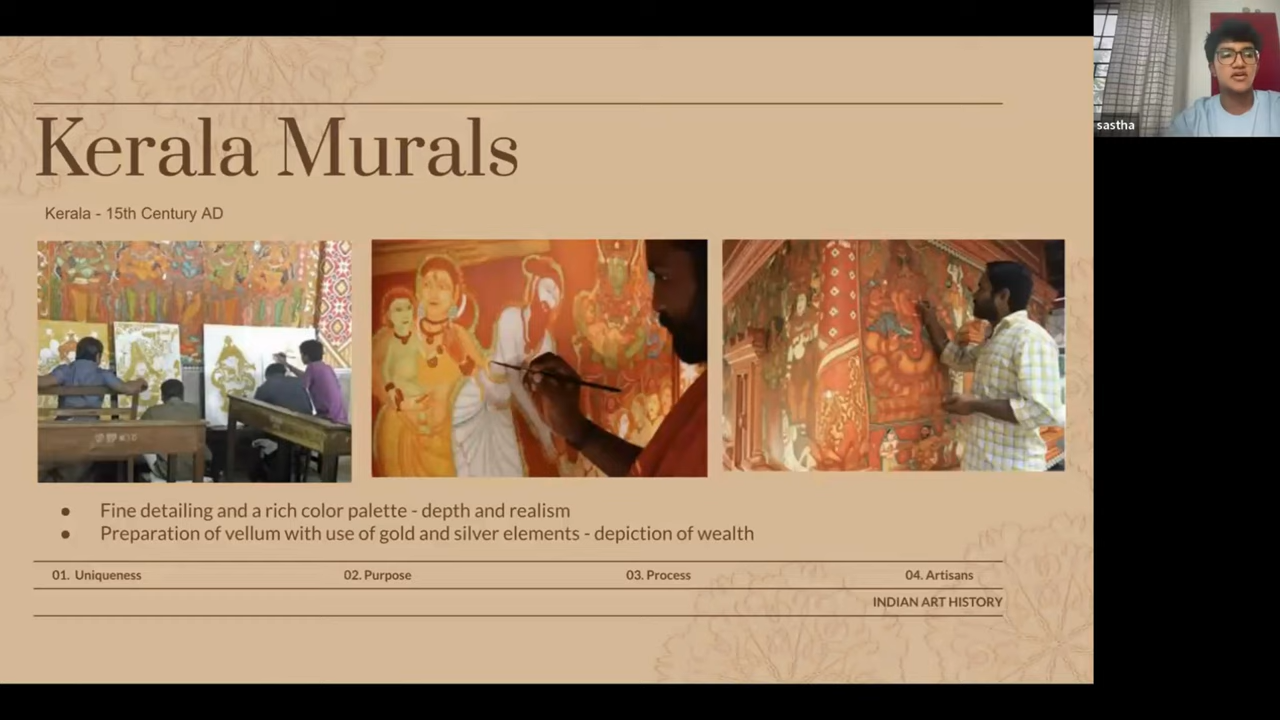 Kerala Murals
Kerala - 15th Century AD
● Fine detailing and a rich color palette - depth and realism
● Preparation of vellum with use of gold and silver elements - depiction of wealth
01. Uniqueness 02. Purpose 03. Process 04. Artisans
INDIAN ART HISTORY
sastha